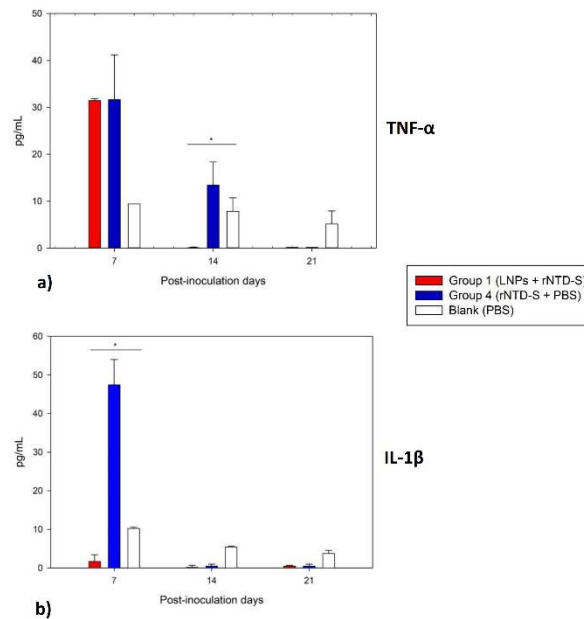 50
40
30
20
10
0
pg/mL
*
7
14
21
Post-inoculation days
TNF-α
a)
Group 1 (LNPs + rNTD-S)
Group 4 (rNTD-S + PBS)
Blank (PBS)
60
50
40
30
20
10
0
pg/mL
*
7
14
21
Post-inoculation days
IL-1β
b)